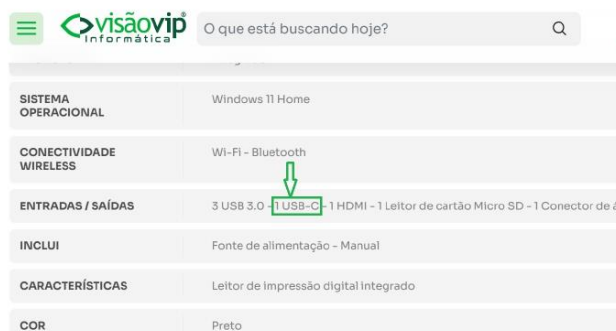 visãovip
Informática
O que está buscando hoje?
SISTEMA
OPERACIONAL
Windows 11 Home
CONECTIVIDADE
WIRELESS
Wi-Fi - Bluetooth
ENTRADAS / SAÍDAS
3 USB 3.0 - 1 USB-C - 1 HDMI - 1 Leitor de cartão Micro SD - 1 Conector de
INCLUI
Fonte de alimentação - Manual
CARACTERÍSTICAS
Leitor de impressão digital integrado
COR
Preto